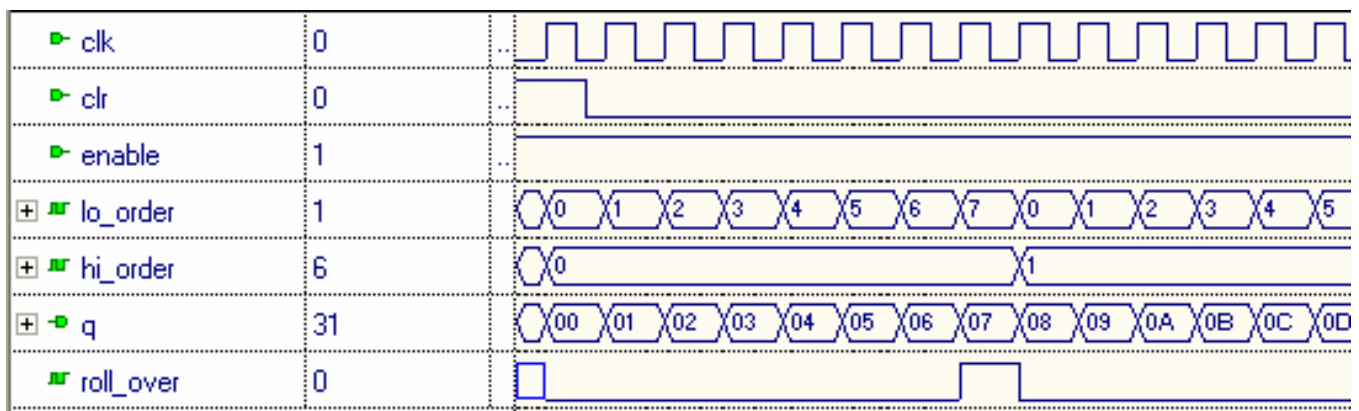 clk 0 ..
clr 0 ..
enable 1 ..
lo_order 1 0 1 2 3 4 5 6 7 0 1 2 3 4 5
hi_order 6 0 1
q 31 00 01 02 03 04 05 06 07 08 09 0A 0B 0C 0D
roll_over 0